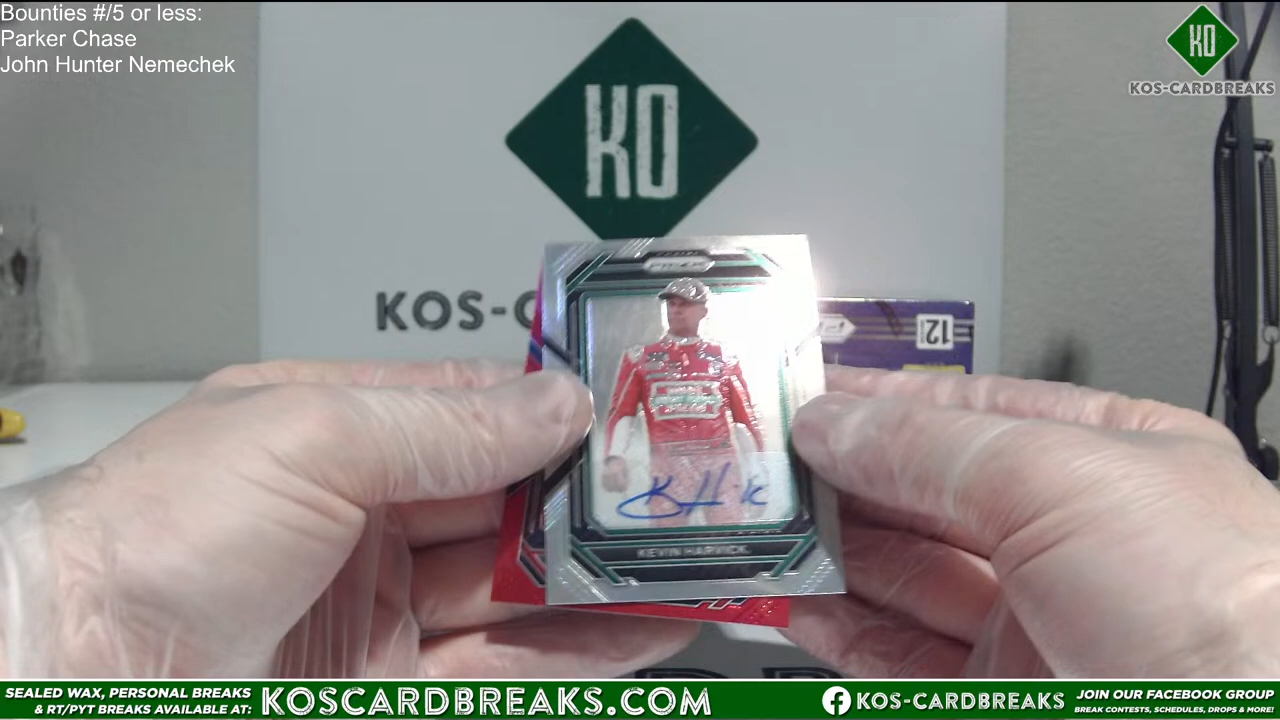 Bounties #/5 or less:
Parker Chase
John Hunter Nemechek
KO
KOS-CARDBREAKS
KO
KOS-C
PRIZM
12
KEVIN HARVICK
SEALED WAX, PERSONAL BREAKS
& RT/PYT BREAKS AVAILABLE AT:
KOSCARDBREAKS.COM
KOS-CARDBREAKS
JOIN OUR FACEBOOK GROUP
BREAK CONTESTS, SCHEDULES, DROPS & MORE!